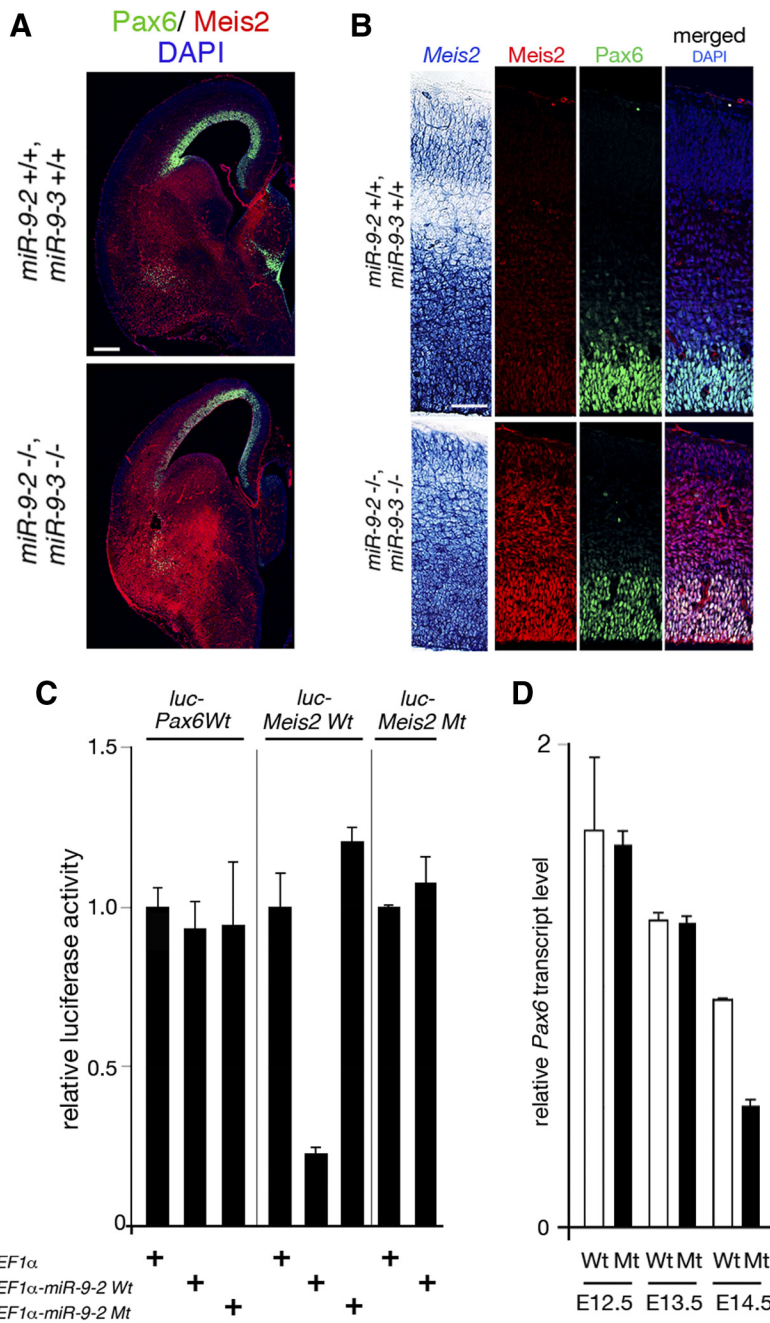 A
Pax6/ Meis2
DAPI
miR-9-2 +/+,
miR-9-3 +/+
miR-9-2 -/-,
miR-9-3 -/-
B
Meis2
Meis2
Pax6
merged
DAPI
miR-9-2 +/+,
miR-9-3 +/+
miR-9-2 -/-,
miR-9-3 -/-
C
luc-
Pax6Wt
luc-
Meis2 Wt
luc-
Meis2 Mt
relative luciferase activity
1.5
1.0
0.5
0
EF1α
+ + +
EF1α-miR-9-2 Wt
+ + +
EF1α-miR-9-2 Mt
+ +
D
relative Pax6 transcript level
2
0
Wt Mt Wt Mt Wt Mt
E12.5 E13.5 E14.5